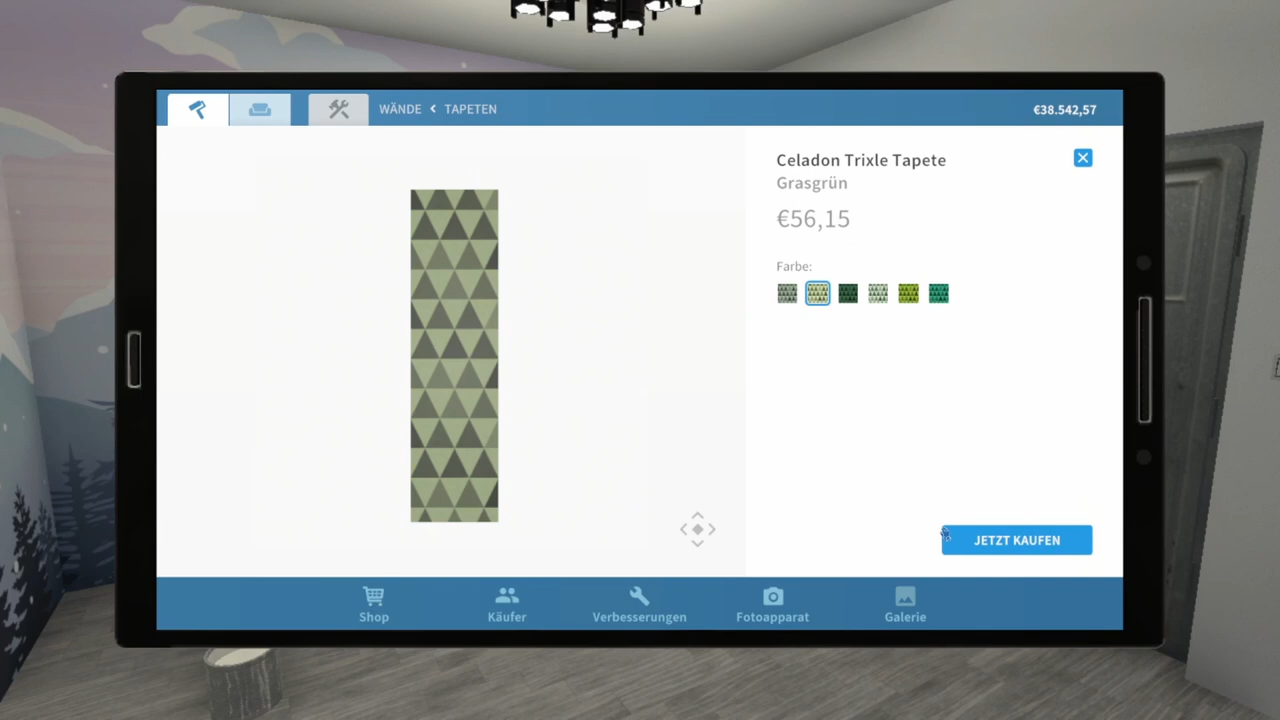 WÄNDE < TAPETEN
€38.542,57
Celadon Trixle Tapete
Grasgrün
€56,15
Farbe:
JETZT KAUFEN
Shop
Käufer
Verbesserungen
Fotoapparat
Galerie